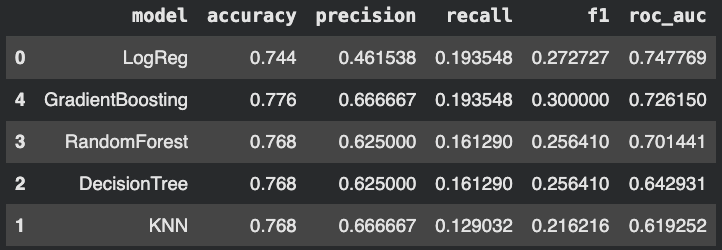 model accuracy precision recall f1 roc_auc
0 LogReg 0.744 0.461538 0.193548 0.272727 0.747769
4 GradientBoosting 0.776 0.666667 0.193548 0.300000 0.726150
3 RandomForest 0.768 0.625000 0.161290 0.256410 0.701441
2 DecisionTree 0.768 0.625000 0.161290 0.256410 0.642931
1 KNN 0.768 0.666667 0.129032 0.216216 0.619252